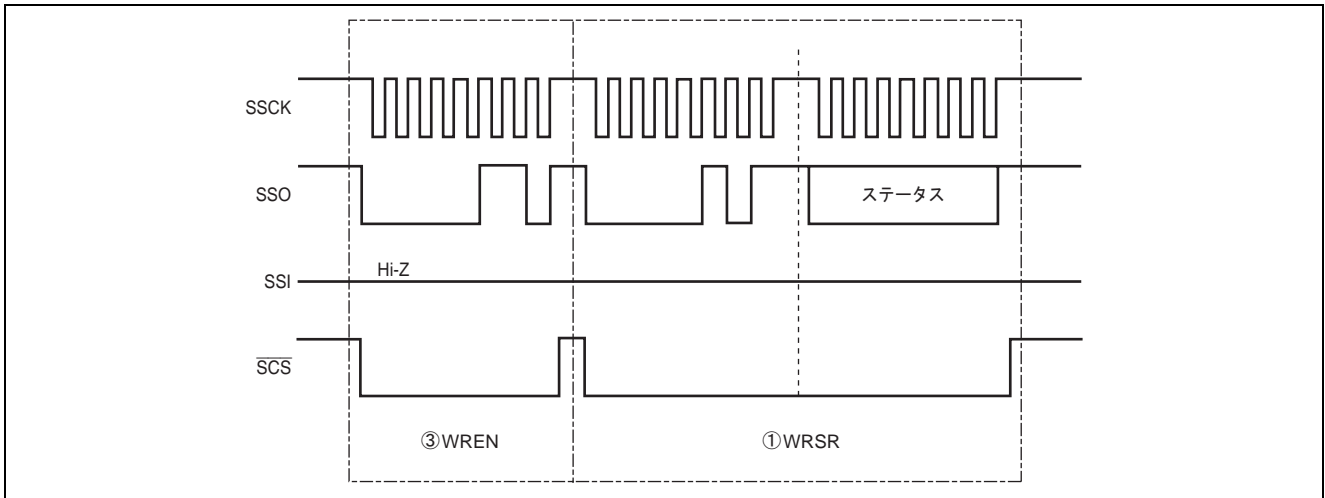 SSCK
SSO
ステータス
Hi-Z
SSI
SCS
③WREN
①WRSR